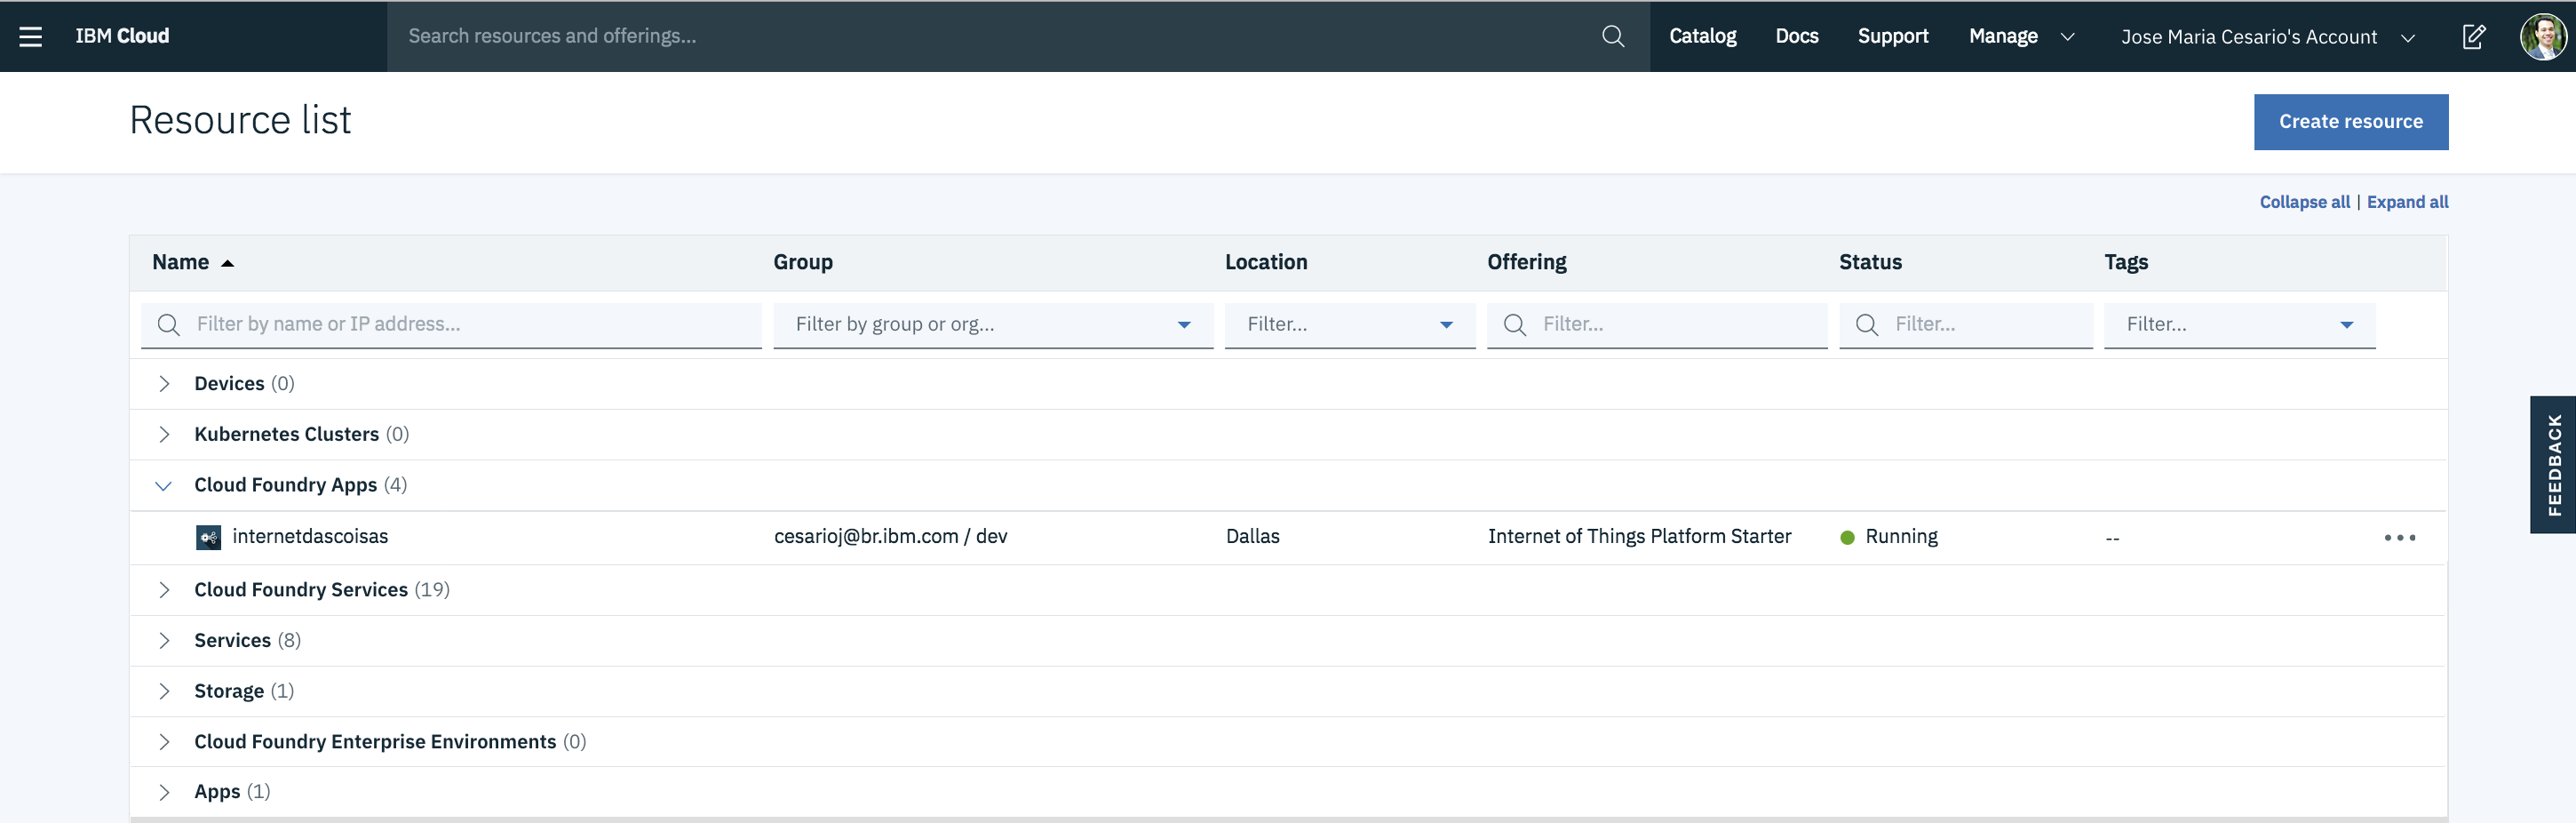 IBM Cloud Search resources and offerings... Catalog Docs Support Manage Jose Maria Cesario's Account
Resource list Create resource
Collapse all | Expand all
Name Group Location Offering Status Tags
Filter by name or IP address... Filter by group or org... Filter... Filter... Filter... Filter...
Devices (0)
Kubernetes Clusters (0)
Cloud Foundry Apps (4)
internetdascoisas cesarioj@br.ibm.com / dev Dallas Internet of Things Platform Starter Running --
Cloud Foundry Services (19)
Services (8)
Storage (1)
Cloud Foundry Enterprise Environments (0)
Apps (1)
FEEDBACK